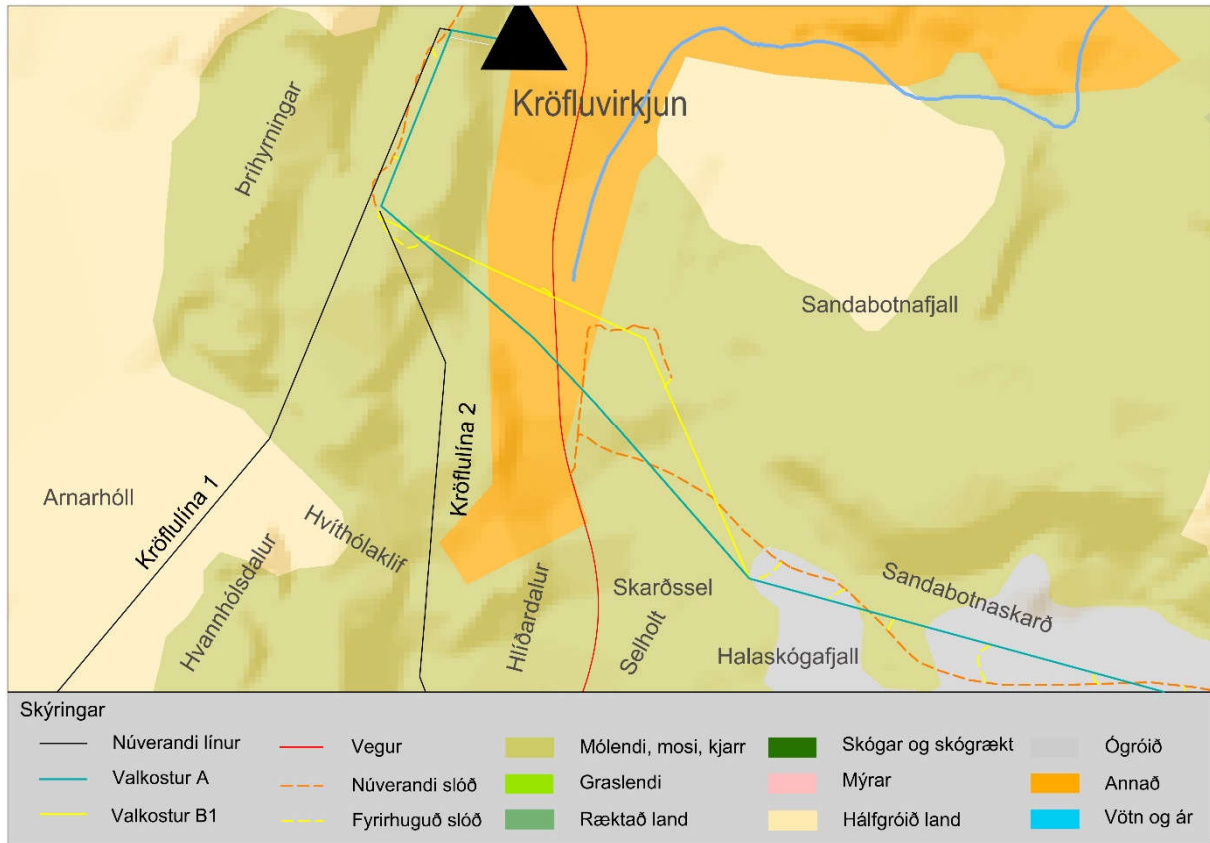 Kröfluvirkjun
Þríhyrningar
Sandabotnafjall
Kröflulína 2
Arnarhóll
Kröflulína 1
Hvíthólaklif
Hvannhólsdalur
Hlíðardalur
Skarðssel
Selholt
Sandabotnaskarð
Halaskógafjall
Skýringar
Núverandi línur
Vegur
Mólendi, mosi, kjarr
Skógar og skógrækt
Ógróið
Valkostur A
Núverandi slóð
Graslendi
Mýrar
Annað
Valkostur B1
Fyrirhuguð slóð
Ræktað land
Hálfgróið land
Vötn og ár